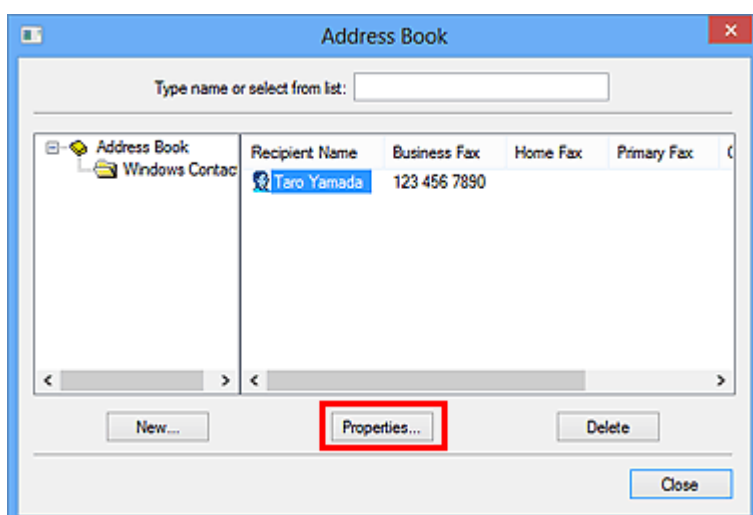 Address Book
Type name or select from list:
Address Book
Windows Contac
Recipient Name Business Fax Home Fax Primary Fax
Taro Yamada 123 456 7890
New... Properties... Delete
Close